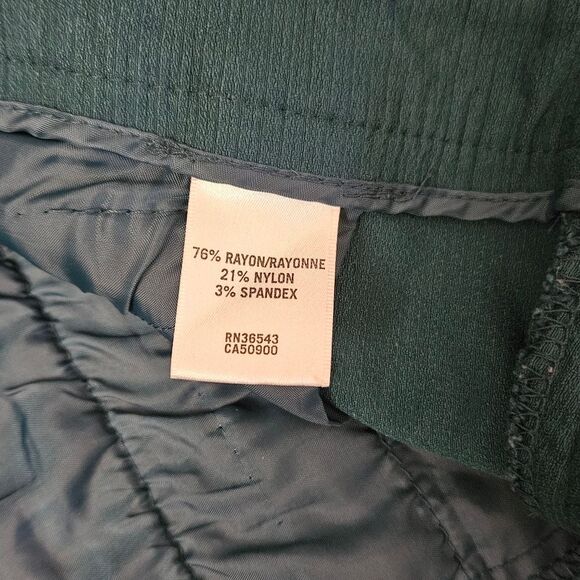 76% RAYON/RAYONNE
21% NYLON
3% SPANDEX
RN36543
CA50900